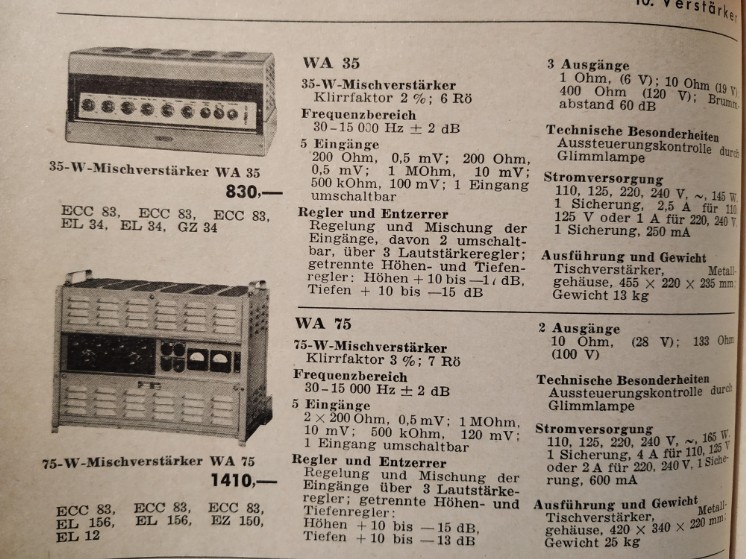 10. Verstärker
35-W-Mischverstärker WA 35
830,—
ECC 83, ECC 83, ECC 83,
EL 34, EL 34, GZ 34
WA 35
35-W-Mischverstärker
Klirrfaktor 2 %; 6 Rö
Frequenzbereich
30-15 000 Hz ± 2 dB
5 Eingänge
200 Ohm, 0,5 mV; 200 Ohm,
0,5 mV; 1 MOhm, 10 mV;
500 kOhm, 100 mV; 1 Eingang
umschaltbar
Regler und Entzerrer
Regelung und Mischung der
Eingänge, davon 2 umschalt-
bar, über 3 Lautstärkeregler;
getrennte Höhen- und Tiefen-
regler: Höhen + 10 bis dB,
Tiefen + 10 bis —15 dB
3 Ausgänge
1 Ohm, (6 V); 10 Ohm (19 V)
400 Ohm (120 V); Brumm-
abstand 60 dB
Technische Besonderheiten
Aussteuerungskontrolle durch
Glimmlampe
Stromversorgung
110, 125, 220, 240 V, ~, 145 W,
1 Sicherung, 2,5 A für 110,
125 V oder 1 A für 220, 240 V,
1 Sicherung, 250 mA
Ausführung und Gewicht
Tischverstärker, Metall-
gehäuse, 455 × 220 × 235 mm;
Gewicht 13 kg
75-W-Mischverstärker WA 75
1410,—
ECC 83, ECC 83, ECC 83,
EL 156, EL 156, EZ 150,
EL 12
WA 75
75-W-Mischverstärker
Klirrfaktor 3 %; 7 Rö
Frequenzbereich
30-15 000 Hz ± 2 dB
5 Eingänge
2 × 200 Ohm, 0,5 mV; 1 MOhm,
10 mV; 500 kOhm, 120 mV;
1 Eingang umschaltbar
Regler und Entzerrer
Regelung und Mischung der
Eingänge über 3 Lautstärke-
regler; getrennte Höhen- und
Tiefenregler:
Höhen + 10 bis — 15 dB,
Tiefen + 10 bis — 13 dB
2 Ausgänge
10 Ohm, (28 V); 133 Ohm
(100 V)
Technische Besonderheiten
Aussteuerungskontrolle durch
Glimmlampe
Stromversorgung
110, 125, 220, 240 V, ~, 165 W,
1 Sicherung, 4 A für 110, 125 V
oder 2 A für 220, 240 V, 1 Siche-
rung, 600 mA
Ausführung und Gewicht
Tischverstärker, Metall-
gehäuse, 420 × 340 × 220 mm;
Gewicht 25 kg